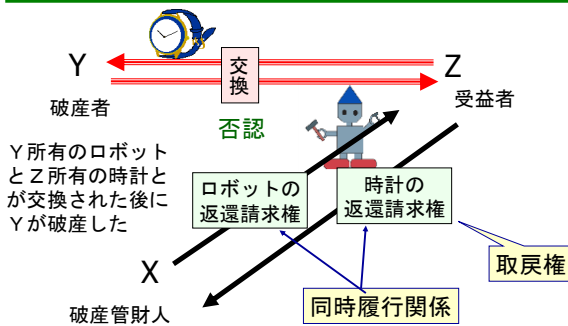 Y
交
換
Z
破産者
受益者
否認
Y所有のロボット
とZ所有の時計と
が交換された後に
Yが破産した
ロボットの
返還請求権
時計の
返還請求権
取戻権
X
破産管財人
同時履行関係